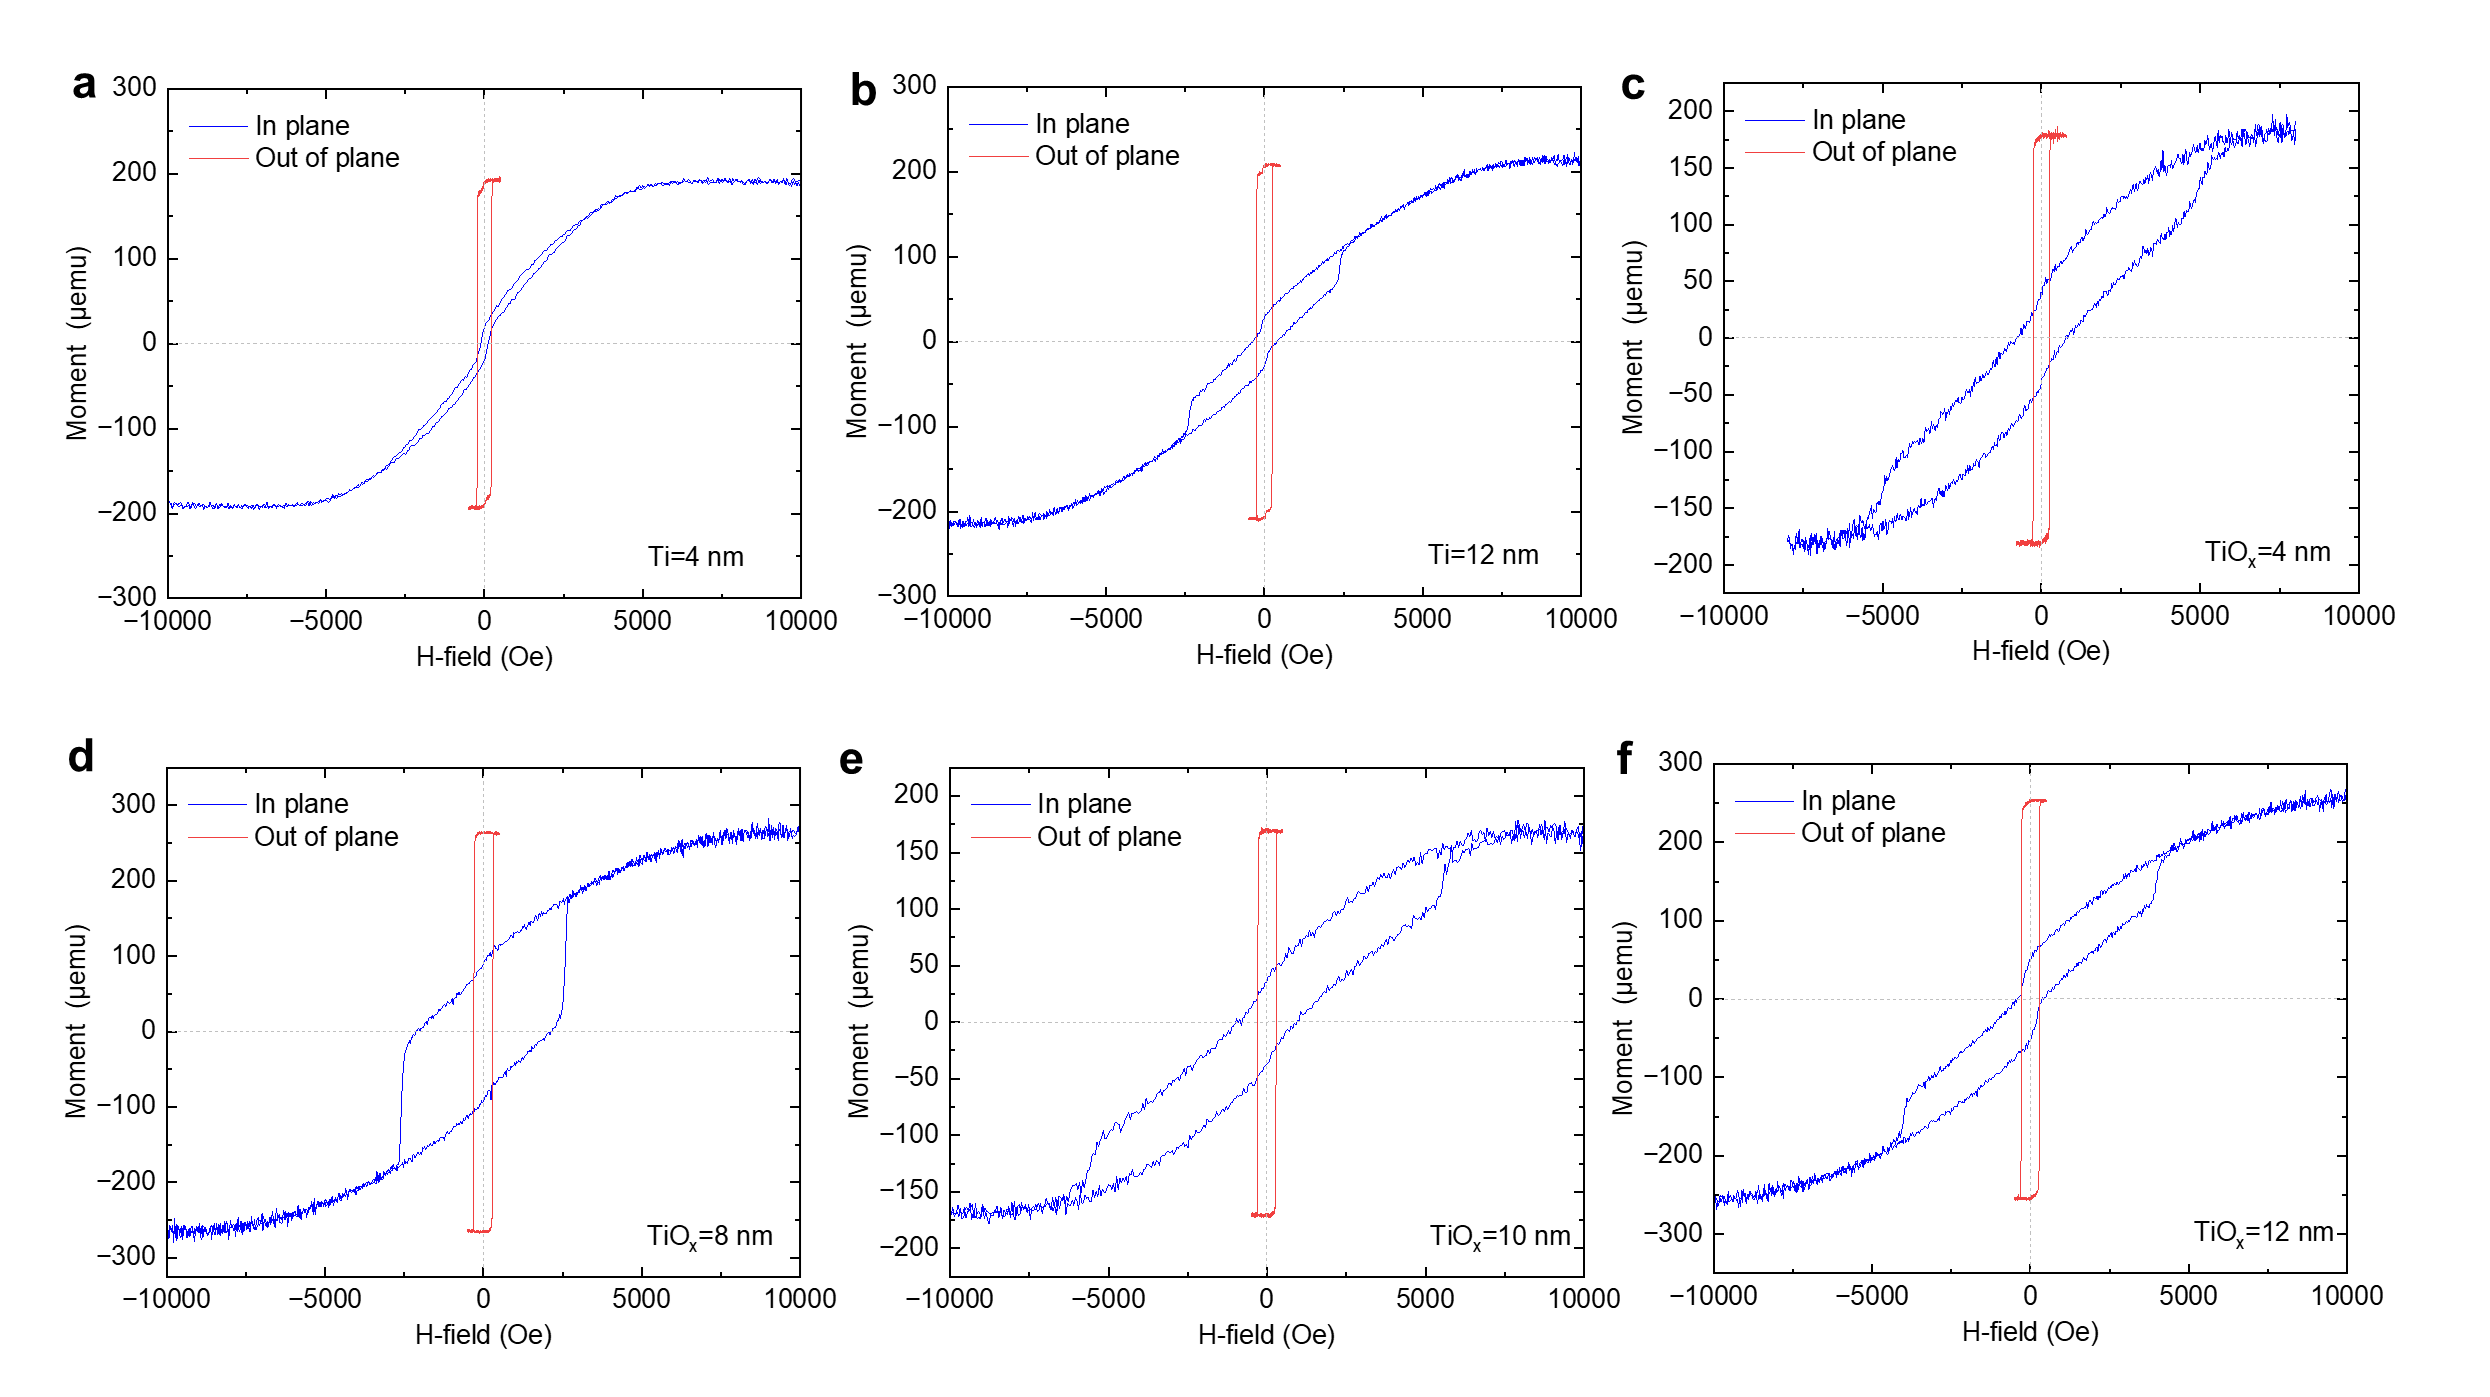 a
300
200
100
0
−100
−200
−300
−10000
−5000
0
5000
10000
Moment (μemu)
H-field (Oe)
In plane
Out of plane
Ti=4 nm
b
300
200
100
0
−100
−200
−300
−10000
−5000
0
5000
10000
Moment (μemu)
H-field (Oe)
In plane
Out of plane
Ti=12 nm
c
200
150
100
50
0
−50
−100
−150
−200
−10000
−5000
0
5000
10000
Moment (μemu)
H-field (Oe)
In plane
Out of plane
TiOx=4 nm
d
300
200
100
0
−100
−200
−300
−10000
−5000
0
5000
10000
Moment (μemu)
H-field (Oe)
In plane
Out of plane
TiOx=8 nm
e
200
150
100
50
0
−50
−100
−150
−200
−10000
−5000
0
5000
10000
Moment (μemu)
H-field (Oe)
In plane
Out of plane
TiOx=10 nm
f
300
200
100
0
−100
−200
−300
−10000
−5000
0
5000
10000
Moment (μemu)
H-field (Oe)
In plane
Out of plane
TiOx=12 nm